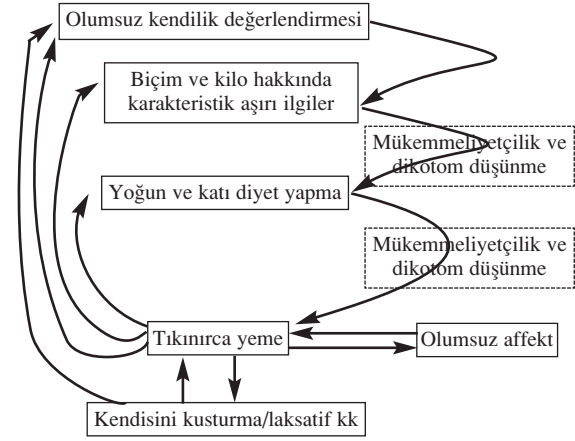 Olumsuz kendilik değerlendirmesi
Biçim ve kilo hakkında
karakteristik aşırı ilgiler
Mükemmeliyetçilik ve
dikotom düşünme
Yoğun ve katı diyet yapma
Mükemmeliyetçilik ve
dikotom düşünme
Tıkınırca yeme
Olumsuz affekt
Kendisini kusturma/laksatif kk